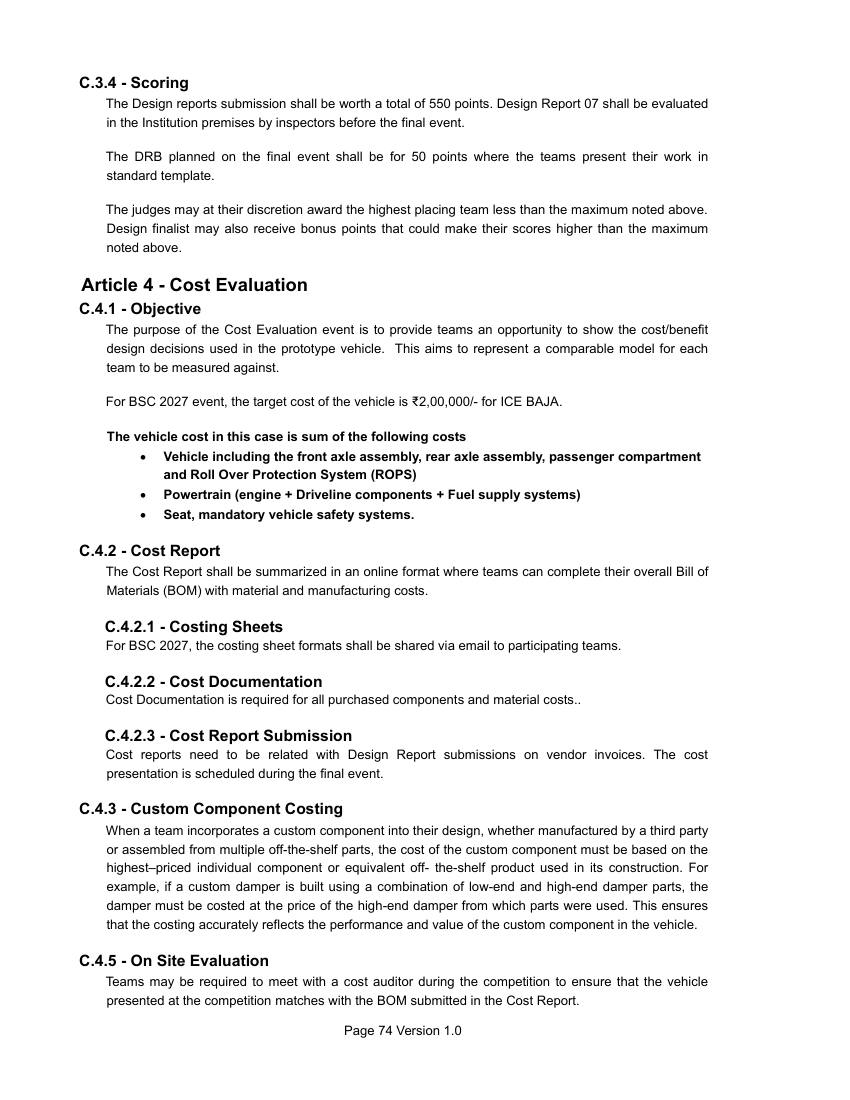 C.3.4 - Scoring
The Design reports submission shall be worth a total of 550 points. Design Report 07 shall be evaluated
in the Institution premises by inspectors before the final event.
The DRB planned on the final event shall be for 50 points where the teams present their work in
standard template.
The judges may at their discretion award the highest placing team less than the maximum noted above.
Design finalist may also receive bonus points that could make their scores higher than the maximum
noted above.
Article 4 - Cost Evaluation
C.4.1 - Objective
The purpose of the Cost Evaluation event is to provide teams an opportunity to show the cost/benefit
design decisions used in the prototype vehicle.  This aims to represent a comparable model for each
team to be measured against.
For BSC 2027 event, the target cost of the vehicle is ₹2,00,000/- for ICE BAJA.
The vehicle cost in this case is sum of the following costs
• Vehicle including the front axle assembly, rear axle assembly, passenger compartment
and Roll Over Protection System (ROPS)
• Powertrain (engine + Driveline components + Fuel supply systems)
• Seat, mandatory vehicle safety systems.
C.4.2 - Cost Report
The Cost Report shall be summarized in an online format where teams can complete their overall Bill of
Materials (BOM) with material and manufacturing costs.
C.4.2.1 - Costing Sheets
For BSC 2027, the costing sheet formats shall be shared via email to participating teams.
C.4.2.2 - Cost Documentation
Cost Documentation is required for all purchased components and material costs..
C.4.2.3 - Cost Report Submission
Cost reports need to be related with Design Report submissions on vendor invoices. The cost
presentation is scheduled during the final event.
C.4.3 - Custom Component Costing
When a team incorporates a custom component into their design, whether manufactured by a third party
or assembled from multiple off-the-shelf parts, the cost of the custom component must be based on the
highest–priced individual component or equivalent off- the-shelf product used in its construction. For
example, if a custom damper is built using a combination of low-end and high-end damper parts, the
damper must be costed at the price of the high-end damper from which parts were used. This ensures
that the costing accurately reflects the performance and value of the custom component in the vehicle.
C.4.5 - On Site Evaluation
Teams may be required to meet with a cost auditor during the competition to ensure that the vehicle
presented at the competition matches with the BOM submitted in the Cost Report.
Page 74 Version 1.0